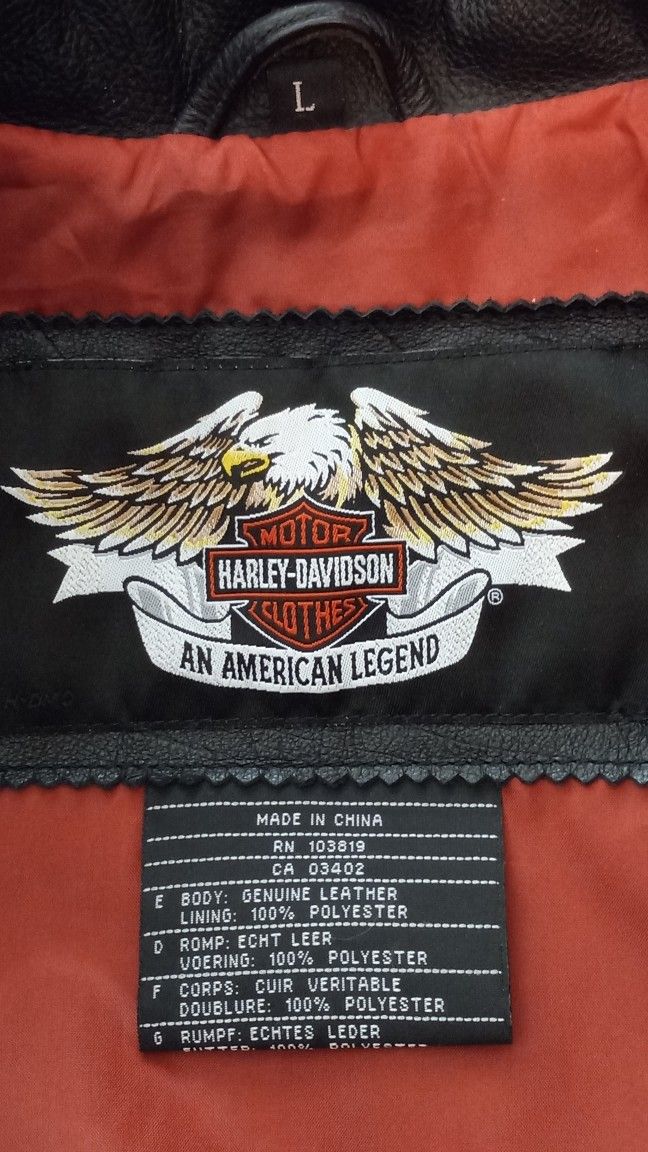 L
MOTOR
HARLEY-DAVIDSON
CLOTHES
®
AN AMERICAN LEGEND
MADE IN CHINA
RN 103819
CA 03402
E BODY: GENUINE LEATHER
LINING: 100% POLYESTER
D ROMP: ECHT LEER
VOERING: 100% POLYESTER
F CORPS: CUIR VERITABLE
DOUBLURE: 100% POLYESTER
G RUMPF: ECHTES LEDER